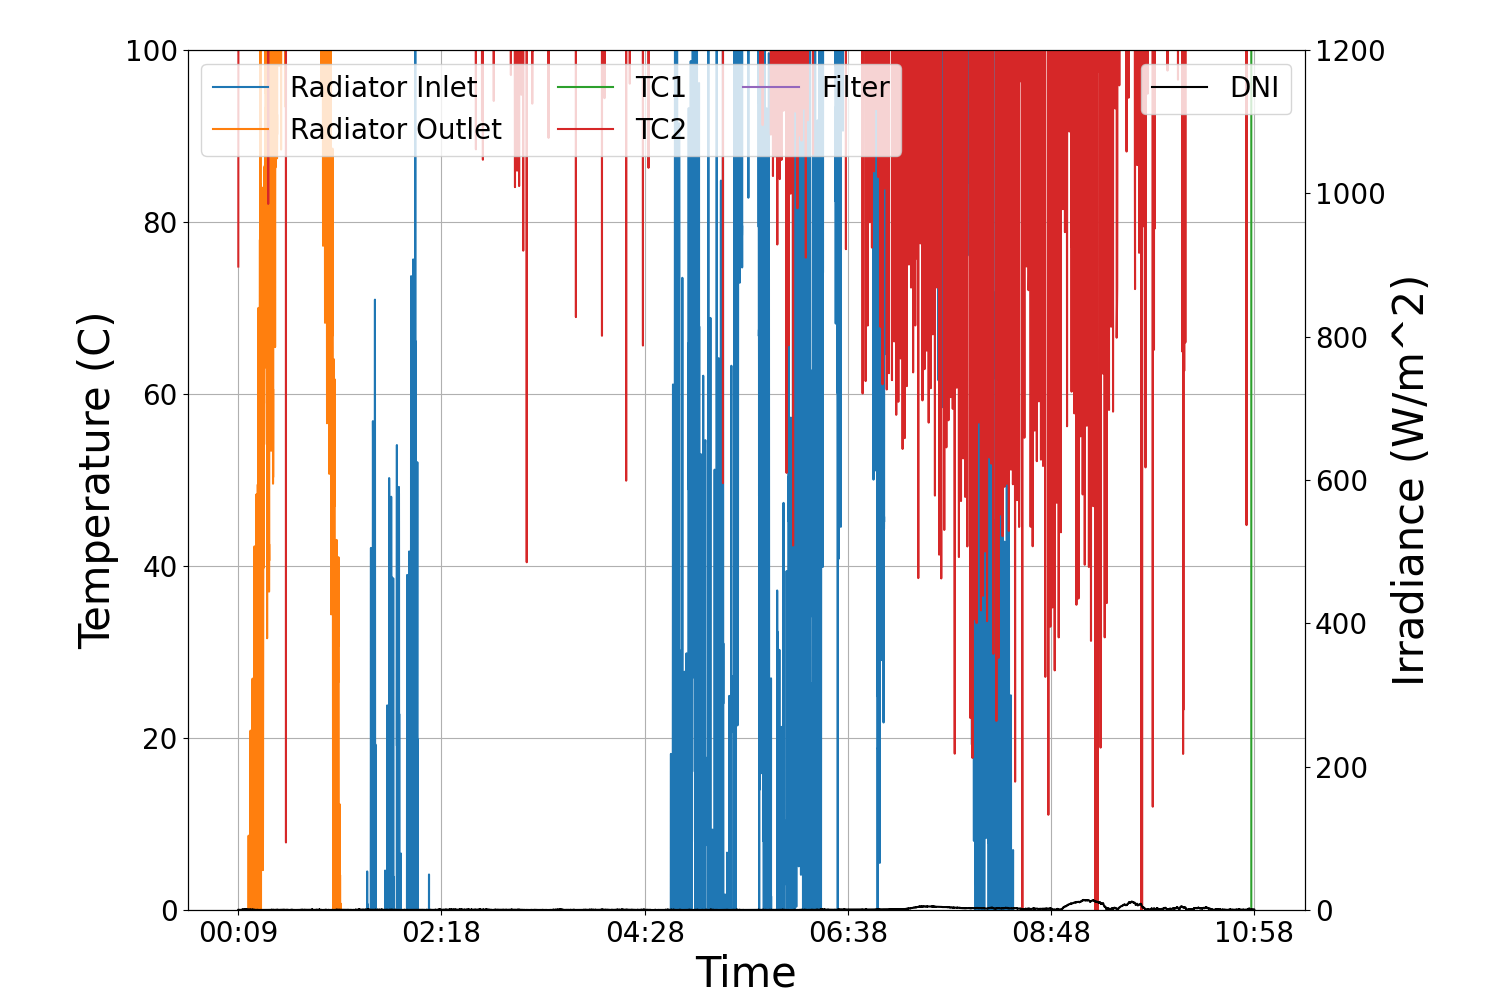 Radiator Inlet
Radiator Outlet
TC1
TC2
Filter
DNI
Temperature (C)
100
80
60
40
20
0
1200
1000
800
600
400
200
0
Irradiance (W/m^2)
00:09 02:18 04:28 06:38 08:48 10:58
Time